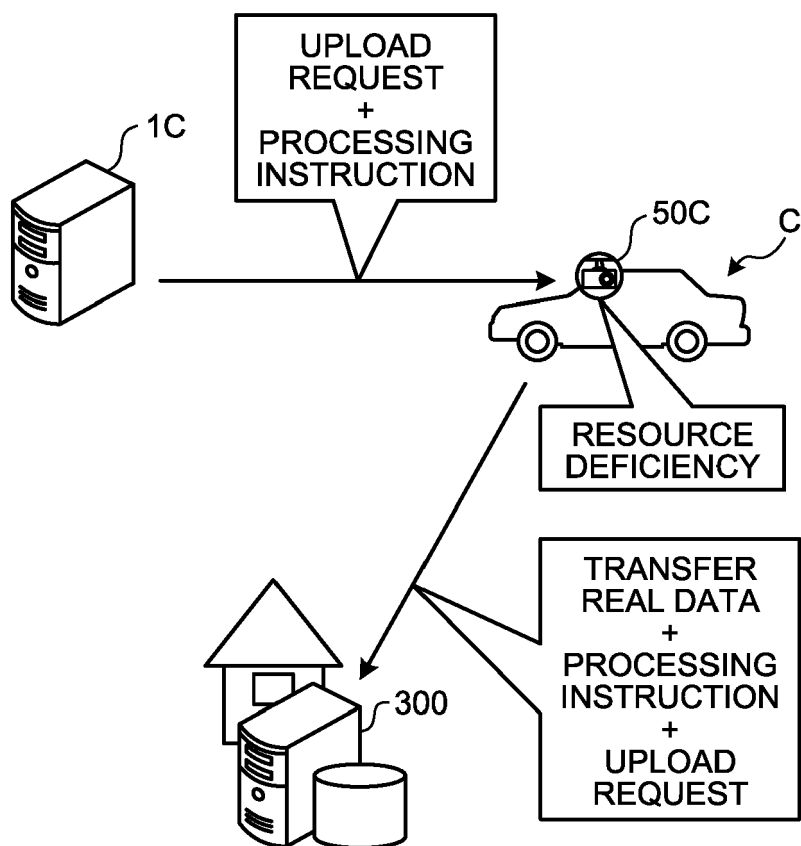 UPLOAD
REQUEST
+
PROCESSING
INSTRUCTION
1C
50C
C
RESOURCE
DEFICIENCY
TRANSFER
REAL DATA
+
PROCESSING
INSTRUCTION
+
UPLOAD
REQUEST
300